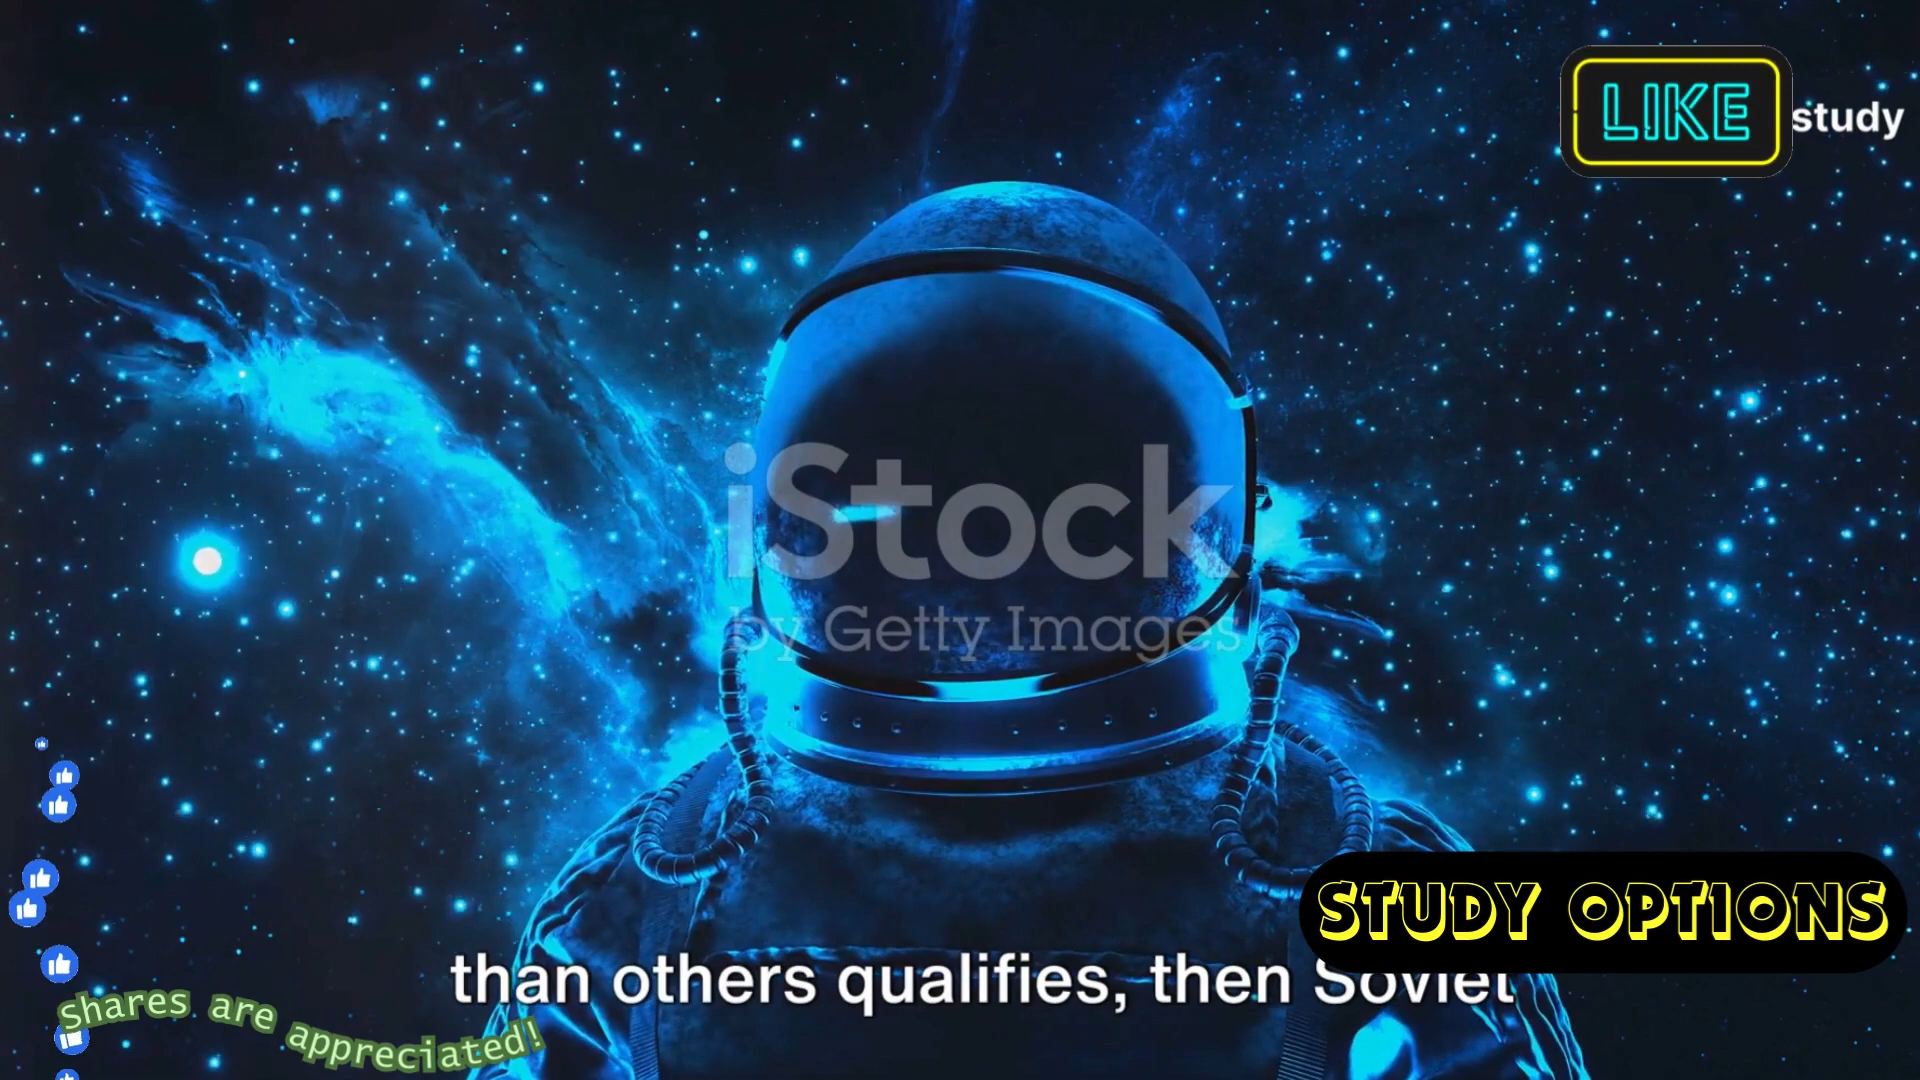 LIKE study
iStock
by Getty Images
STUDY OPTIONS
than others qualifies, then Soviet
Shares are appreciated!